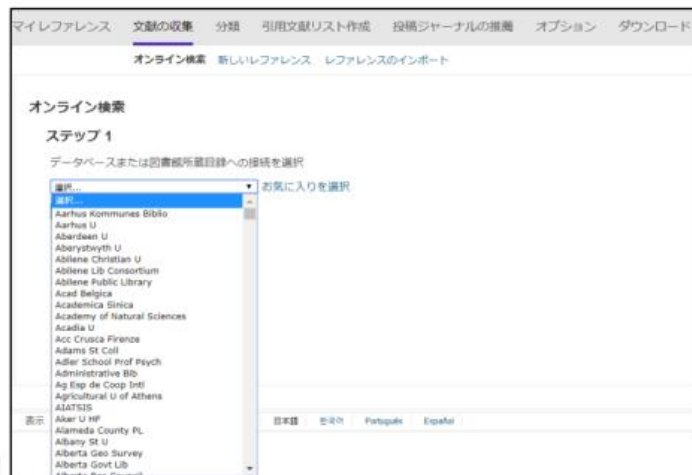 マイレファレンス 文献の収集 分類 引用文献リスト作成 投稿ジャーナルの推薦 オプション ダウンロード
オンライン検索 新しいレファレンス レファレンスのインポート
オンライン検索
ステップ 1
データベースまたは図書館所蔵目録への接続を選択
選択... お気に入りを選択
選択...
Aarhus Kommunes Biblio
Aarhus U
Aberdeen U
Aberystwyth U
Abilene Christian U
Abilene Lib Consortium
Abilene Public Library
Acad Belgica
Academica Sinica
Academy of Natural Sciences
Acadia U
Acc Crusca Firenze
Adams St Coll
Adler School Prof Psych
Administrative Bib
Ag Esp de Coop Intl
Agricultural U of Athens
AIATSIS
表示 日本語 한국어 Português Español
Aker U HF
Alameda County PL
Albany St U
Alberta Geo Survey
Alberta Govt Lib
Alberta Res Council